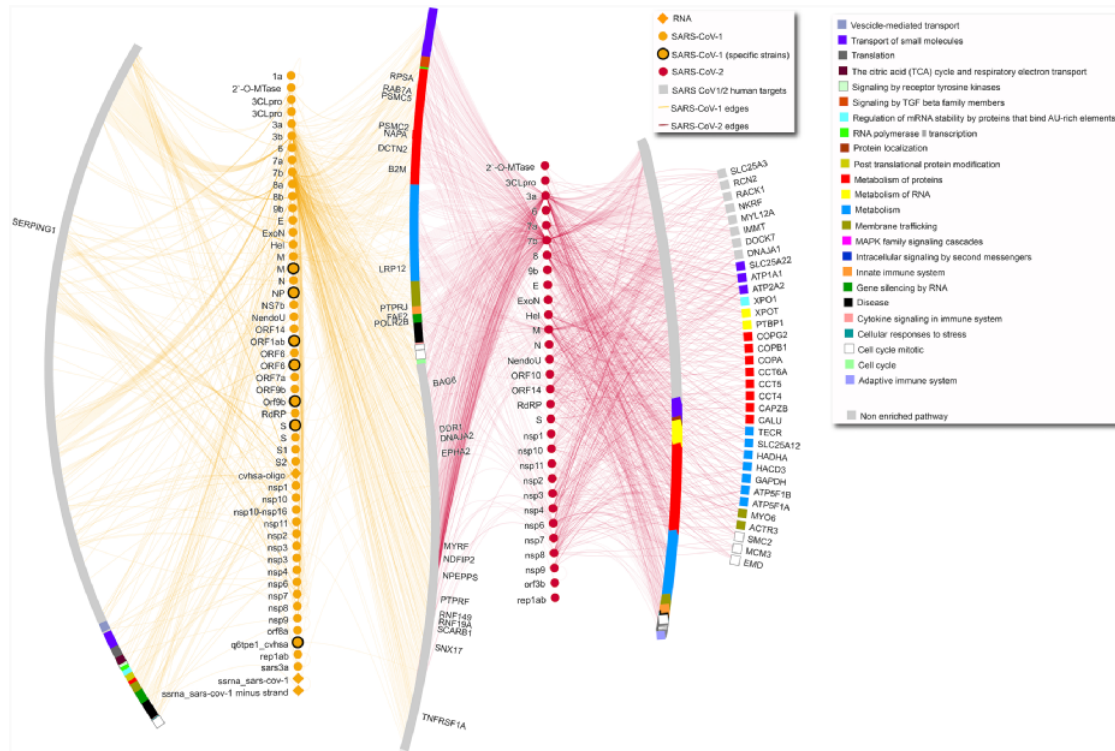 RNA
SARS-CoV-1
SARS-CoV-1 (specific strains)
SARS-CoV-2
SARS CoV1/2 human targets
SARS-CoV-1 edges
SARS-CoV-2 edges
Vescicle-mediated transport
Transport of small molecules
Translation
The citric acid (TCA) cycle and respiratory electron transport
Signaling by receptor tyrosine kinases
Signaling by TGF beta family members
Regulation of mRNA stability by proteins that bind AU-rich elements
RNA polymerase II transcription
Protein localization
Post translational protein modification
Metabolism of proteins
Metabolism of RNA
Metabolism
Membrane trafficking
MAPK family signaling cascades
Intracellular signaling by second messengers
Innate immune system
Gene silencing by RNA
Disease
Cytokine signaling in immune system
Cellular responses to stress
Cell cycle mitotic
Cell cycle
Adaptive immune system
Non enriched pathway
SERPING1
1a
2´-O-MTase
3CLpro
3CLpro
3a
3b
6
7a
7b
8a
8b
9b
E
ExoN
Hel
M
M
N
NP
NS7b
NendoU
ORF14
ORF1ab
ORF6
ORF6
ORF7a
ORF9b
Orf9b
RdRP
S
S
S1
S2
cvhsa-oligo
nsp1
nsp10
nsp10-nsp16
nsp11
nsp2
nsp3
nsp3
nsp4
nsp6
nsp7
nsp8
nsp9
orf8a
q6tpe1_cvhsa
rep1ab
sars3a
ssrna_sars-cov-1
ssrna_sars-cov-1 minus strand
RPSA
RAB7A
PSMC5
PSMC2
NAPA
DCTN2
B2M
LRP12
PTPRJ
FAF2
POLR2B
BAG6
DDR1
DNAJA2
EPHA2
MYRF
NDFIP2
NPEPPS
PTPRF
RNF149
RNF19A
SCARB1
SNX17
TNFRSF1A
2´-O-MTase
3CLpro
3a
6
7a
7b
8
9b
E
ExoN
Hel
M
N
NendoU
ORF10
ORF14
RdRP
S
nsp1
nsp10
nsp11
nsp2
nsp3
nsp4
nsp6
nsp7
nsp8
nsp9
orf3b
rep1ab
SLC25A3
RCN2
RACK1
NKRF
MYL12A
IMMT
DOCK7
DNAJA1
SLC25A22
ATP1A1
ATP2A2
XPO1
XPOT
PTBP1
COPG2
COPB1
COPA
CCT6A
CCT5
CCT4
CAPZB
CALU
TECR
SLC25A12
HADHA
HACD3
GAPDH
ATP5F1B
ATP5F1A
MYO6
ACTR3
SMC2
MCM3
EMD